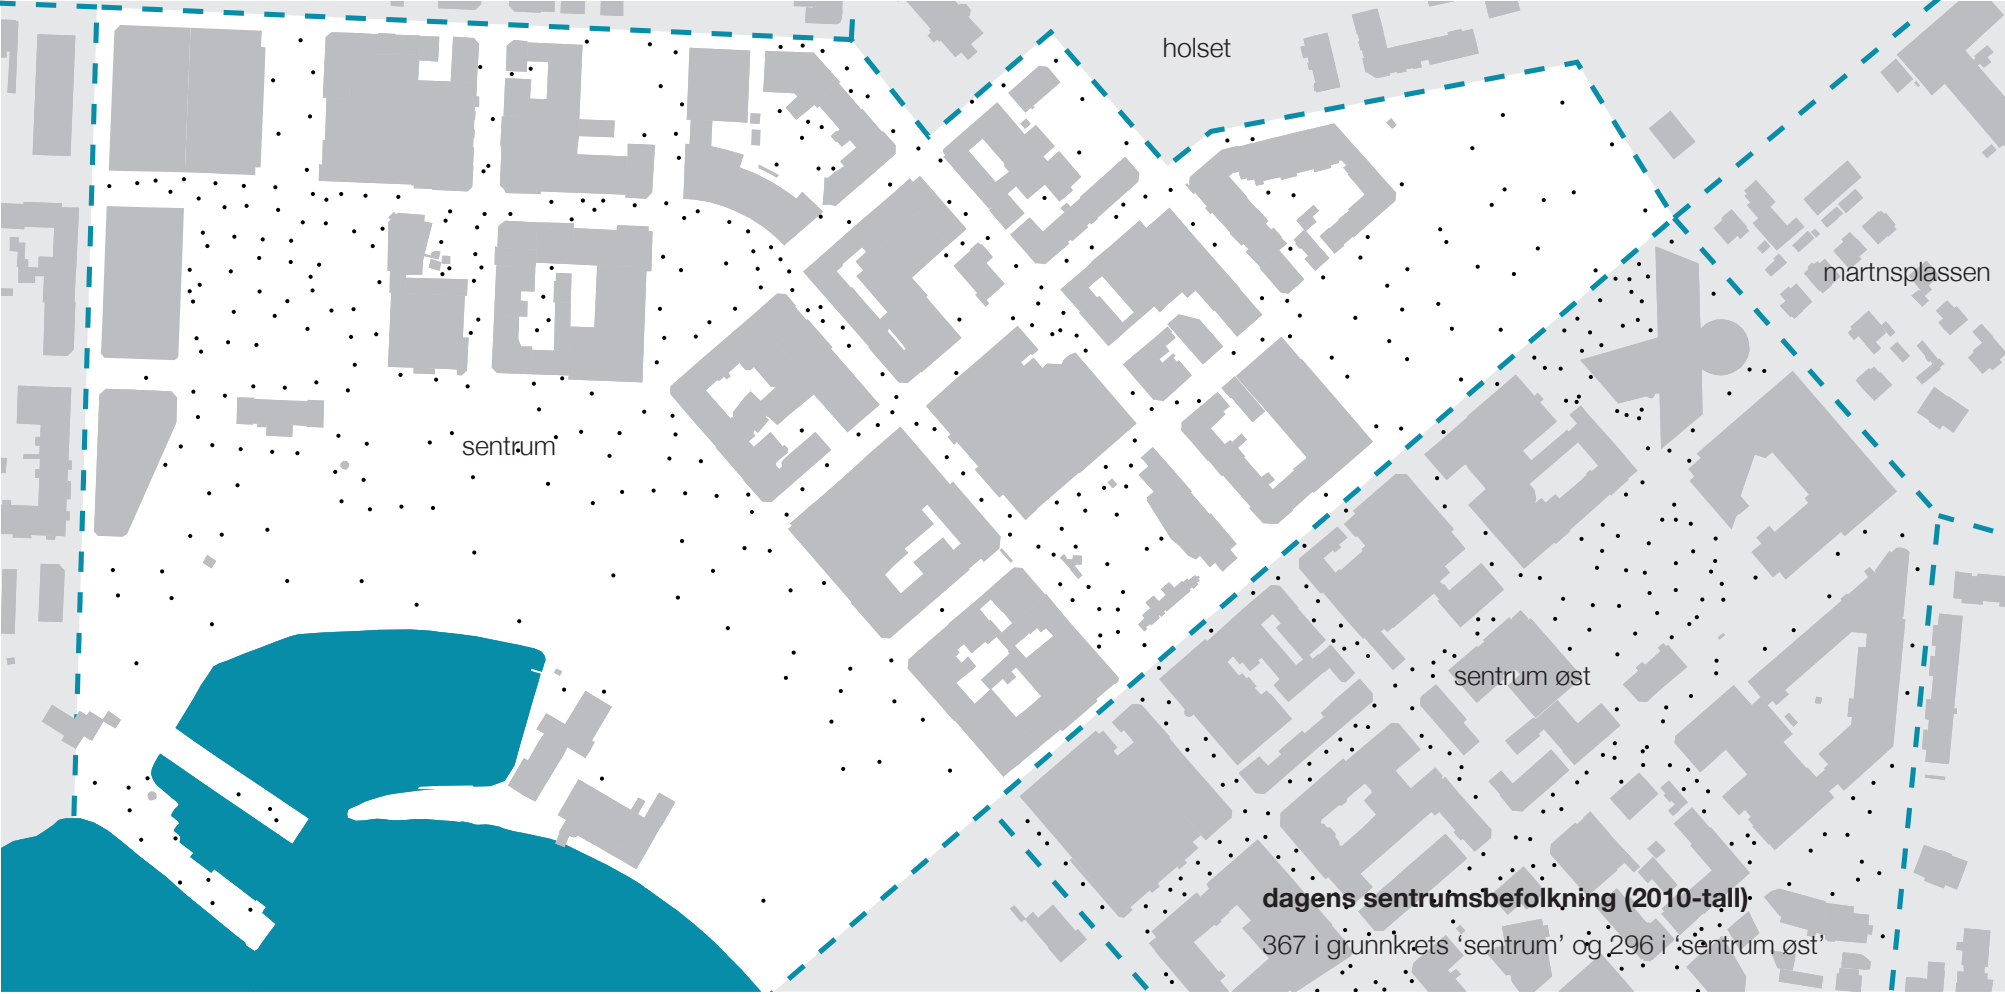 holset
martnsplassen
sentrum
sentrum øst
dagens sentrumsbefolkning (2010-tall)
367 i grunnkrets ‘sentrum’ og 296 i ‘sentrum øst’